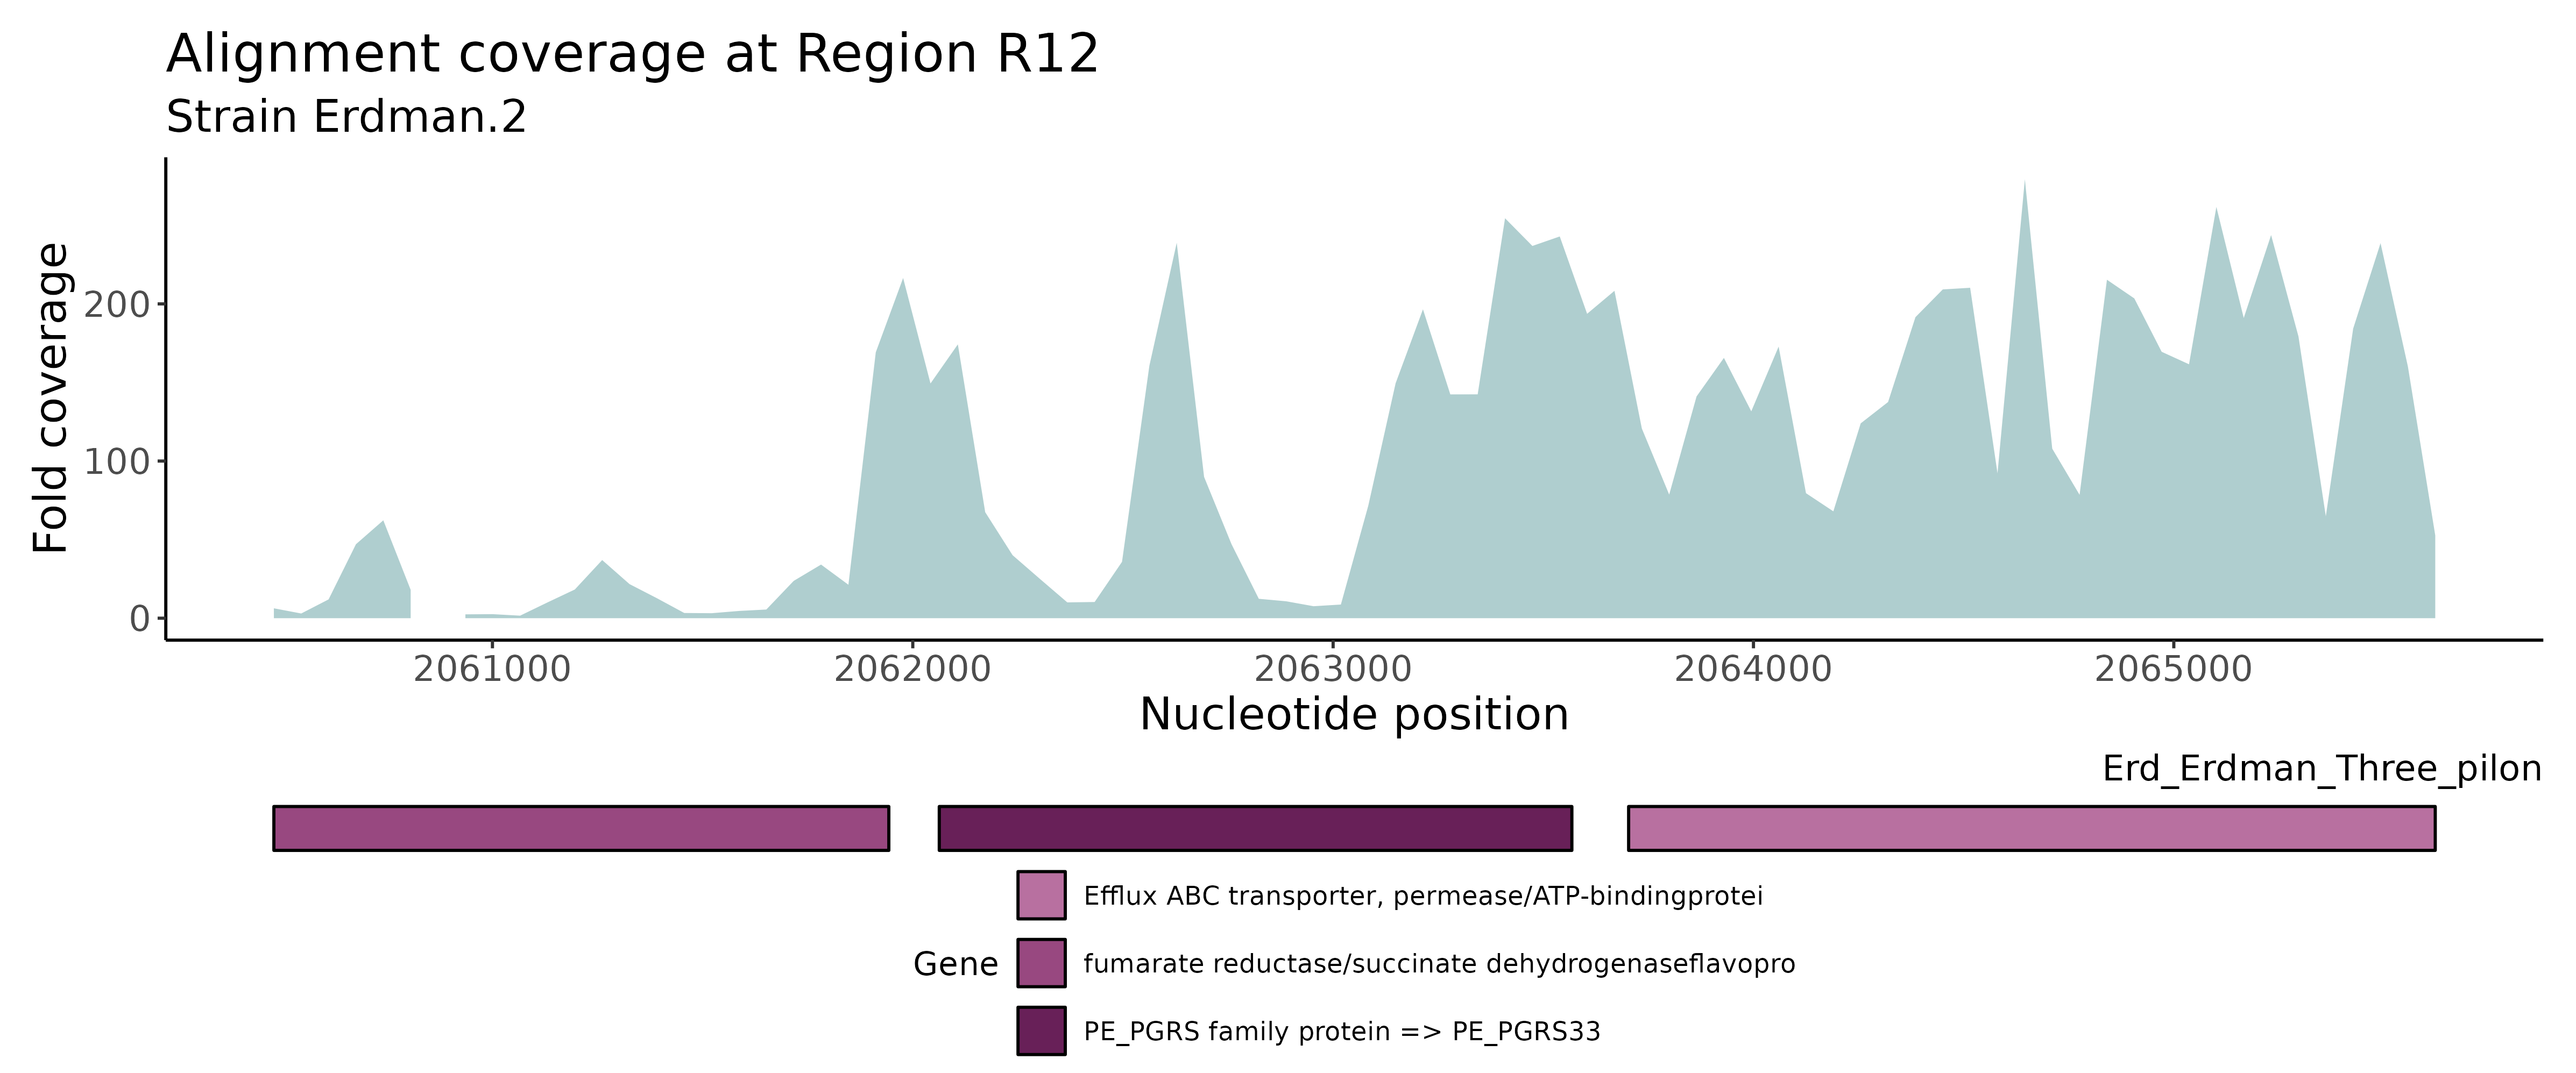 Alignment coverage at Region R12
Strain Erdman.2
Fold coverage
200
100
0
2061000 2062000 2063000 2064000 2065000
Nucleotide position
Erd_Erdman_Three_pilon
Efflux ABC transporter, permease/ATP-bindingprotei
Gene fumarate reductase/succinate dehydrogenaseflavopro
PE_PGRS family protein => PE_PGRS33